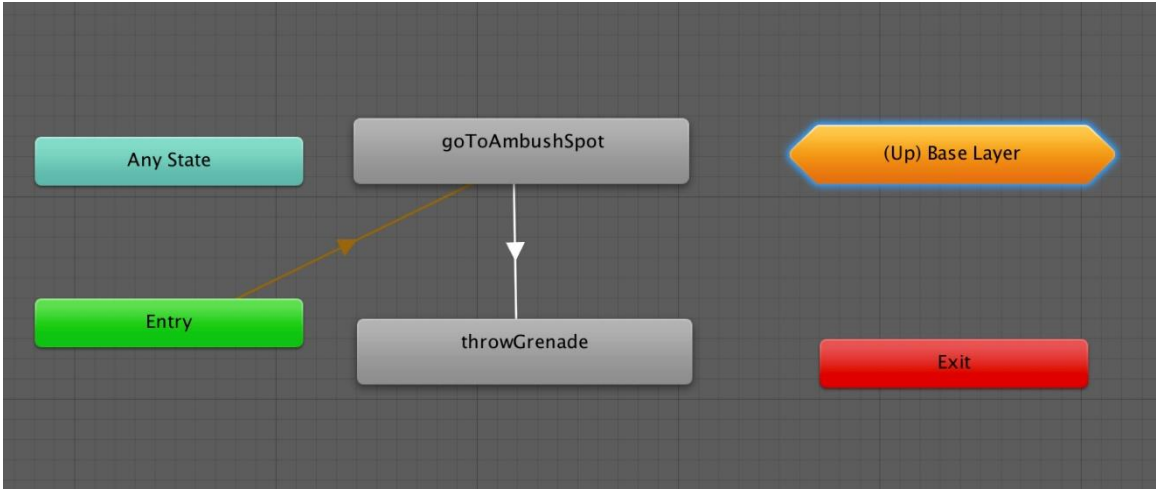 Any State
goToAmbushSpot
(Up) Base Layer
Entry
throwGrenade
Exit